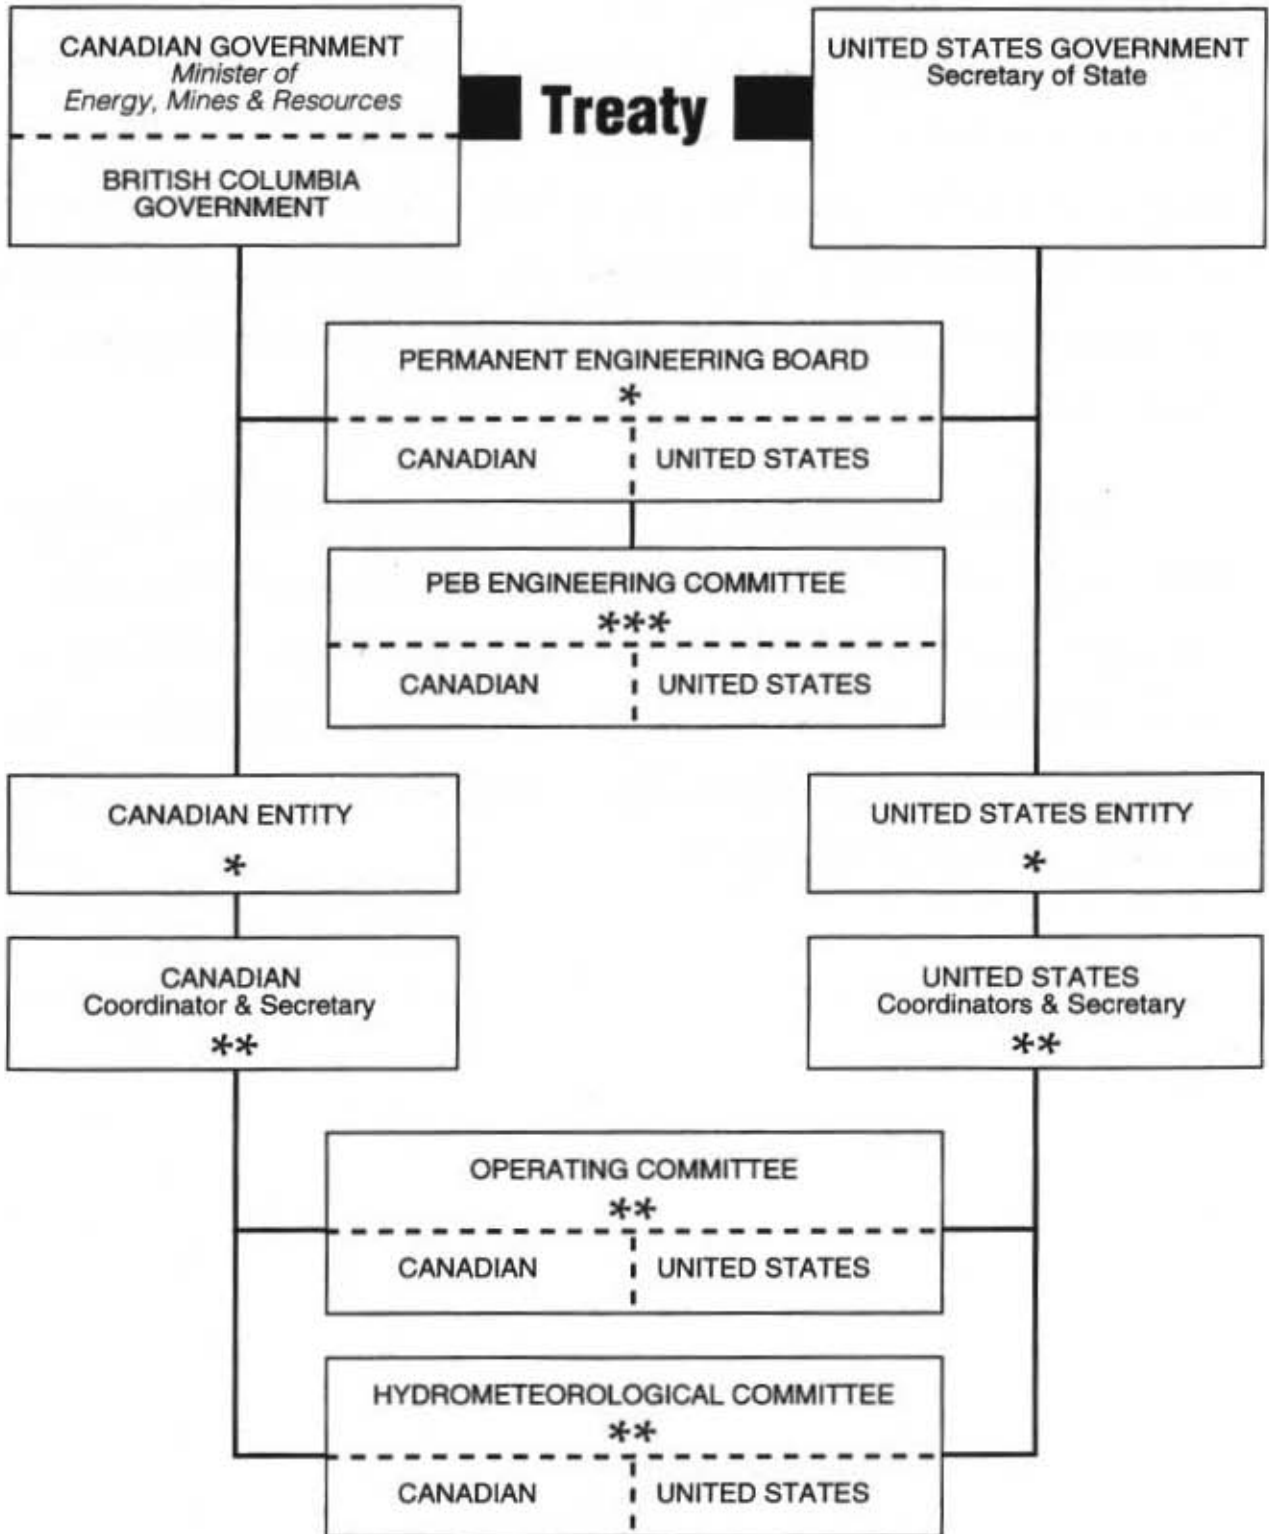 CANADIAN GOVERNMENT
Minister of
Energy, Mines & Resources
BRITISH COLUMBIA
GOVERNMENT
Treaty
UNITED STATES GOVERNMENT
Secretary of State
PERMANENT ENGINEERING BOARD
*
CANADIAN
UNITED STATES
PEB ENGINEERING COMMITTEE
***
CANADIAN
UNITED STATES
CANADIAN ENTITY
*
UNITED STATES ENTITY
*
CANADIAN
Coordinator & Secretary
**
UNITED STATES
Coordinators & Secretary
**
OPERATING COMMITTEE
**
CANADIAN
UNITED STATES
HYDROMETEOROLOGICAL COMMITTEE
**
CANADIAN
UNITED STATES